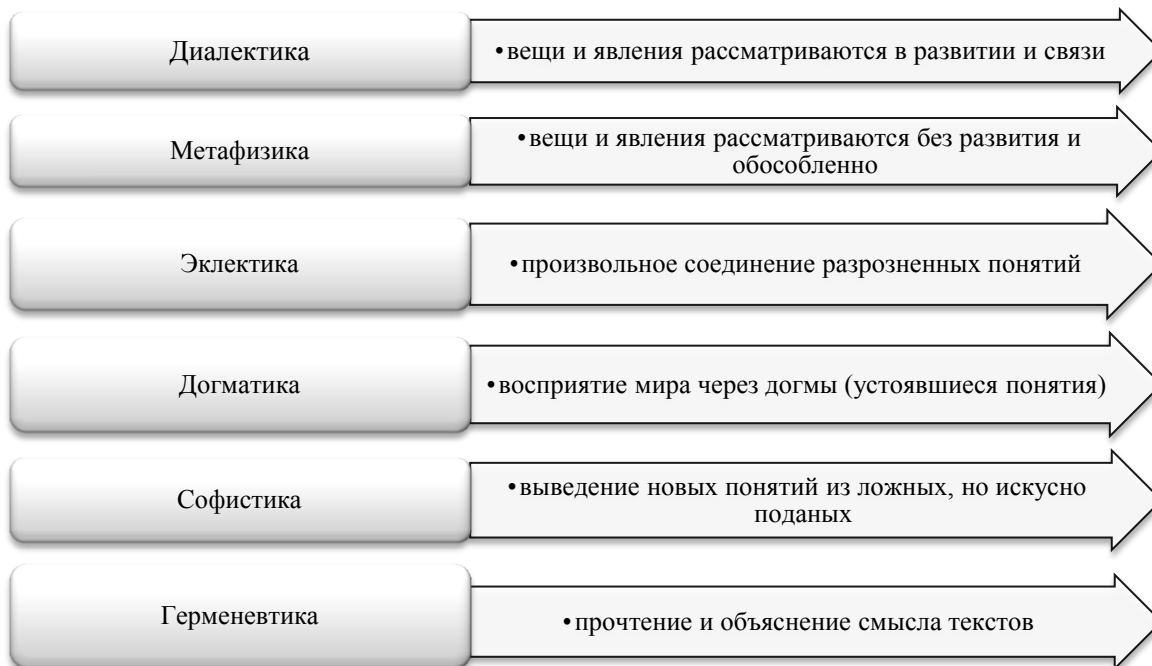 Диалектика
•вещи и явления рассматриваются в развитии и связи
Метафизика
•вещи и явления рассматриваются без развития и
обособленно
Эклектика
•произвольное соединение разрозненных понятий
Догматика
•восприятие мира через догмы (устоявшиеся понятия)
Софистика
•выведение новых понятий из ложных, но искусно
поданых
Герменевтика
•прочтение и объяснение смысла текстов